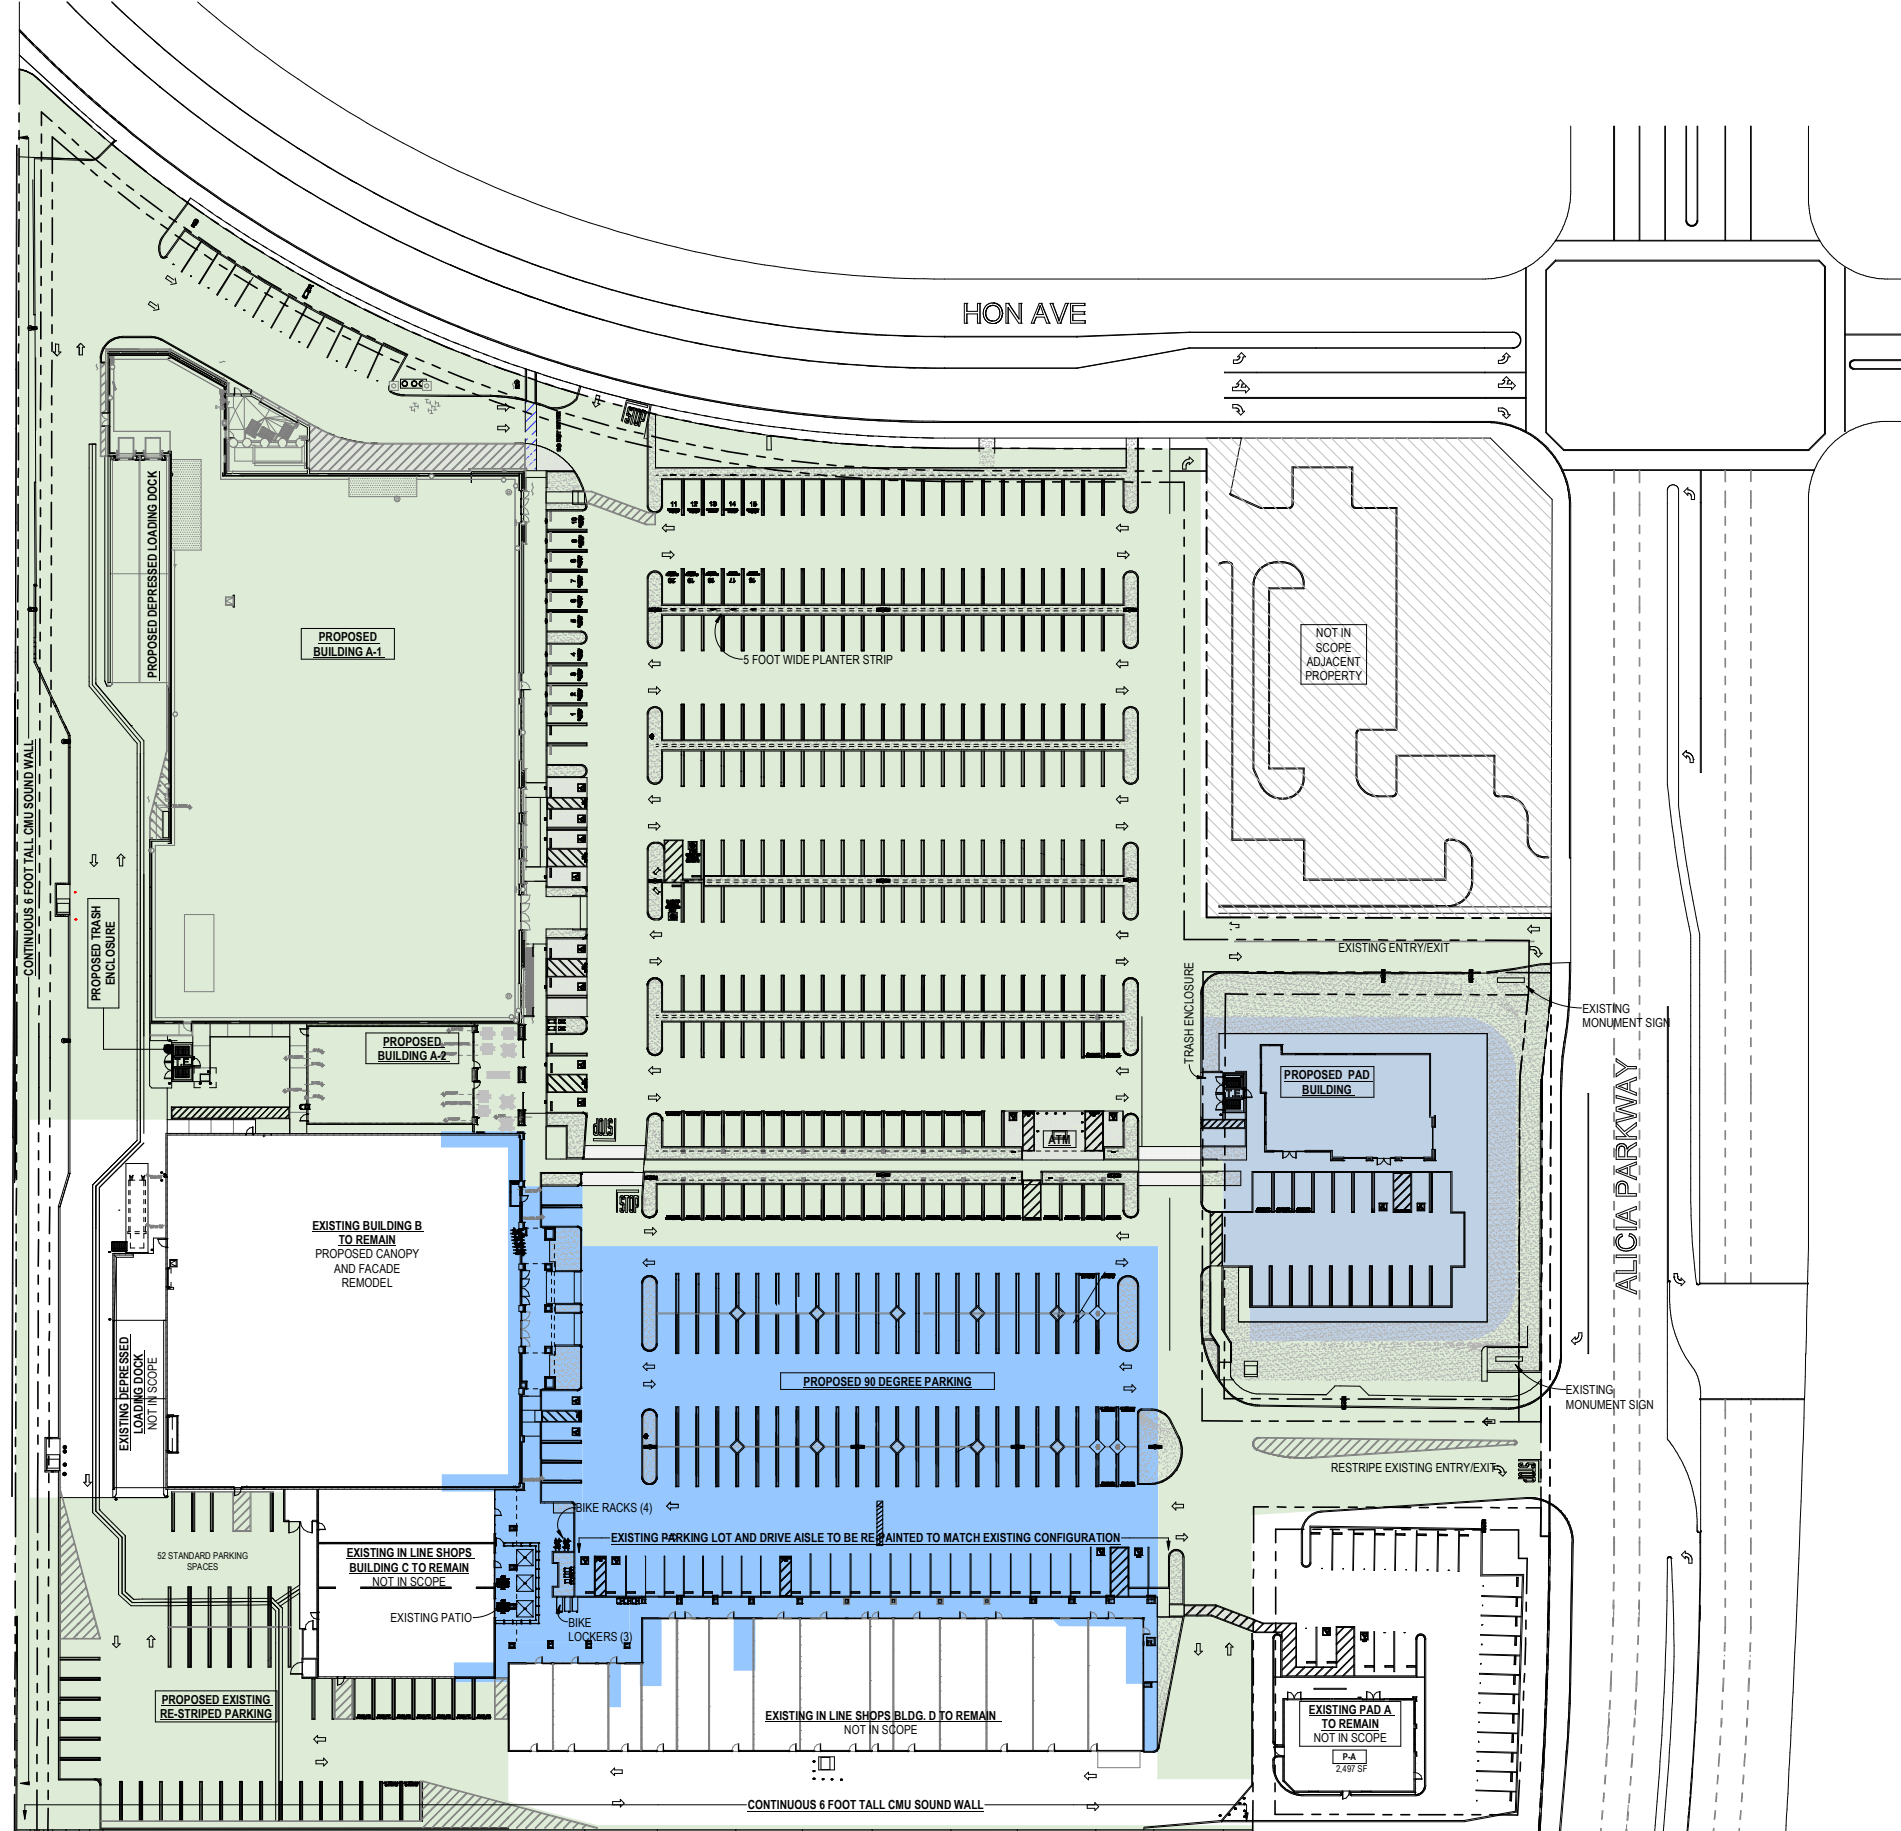 HON AVE
PROPOSED DEPRESSED LOADING DOCK
PROPOSED
BUILDING A-1
5 FOOT WIDE PLANTER STRIP
NOT IN
SCOPE
ADJACENT
PROPERTY
CONTINUOUS 6 FOOT TALL CMU SOUND WALL
PROPOSED TRASH
ENCLOSURE
EXISTING ENTRY/EXIT
TRASH ENCLOSURE
EXISTING
MONUMENT SIGN
PROPOSED
BUILDING A-2
PROPOSED PAD
BUILDING
ALICIA PARKWAY
STOP
ATM
STOP
EXISTING BUILDING B
TO REMAIN
PROPOSED CANOPY
AND FACADE
REMODEL
EXISTING DEPRESSED
LOADING DOCK
NOT IN SCOPE
PROPOSED 90 DEGREE PARKING
EXISTING
MONUMENT SIGN
RESTRIPE EXISTING ENTRY/EXIT
STOP
BIKE RACKS (4)
EXISTING PARKING LOT AND DRIVE AISLE TO BE RE-PAINTED TO MATCH EXISTING CONFIGURATION
52 STANDARD PARKING
SPACES
EXISTING IN LINE SHOPS
BUILDING C TO REMAIN
NOT IN SCOPE
EXISTING PATIO
BIKE
LOCKERS (3)
PROPOSED EXISTING
RE-STRIPED PARKING
EXISTING IN LINE SHOPS BLDG. D TO REMAIN
NOT IN SCOPE
EXISTING PAD A
TO REMAIN
NOT IN SCOPE
P-A
2,497 SF
CONTINUOUS 6 FOOT TALL CMU SOUND WALL